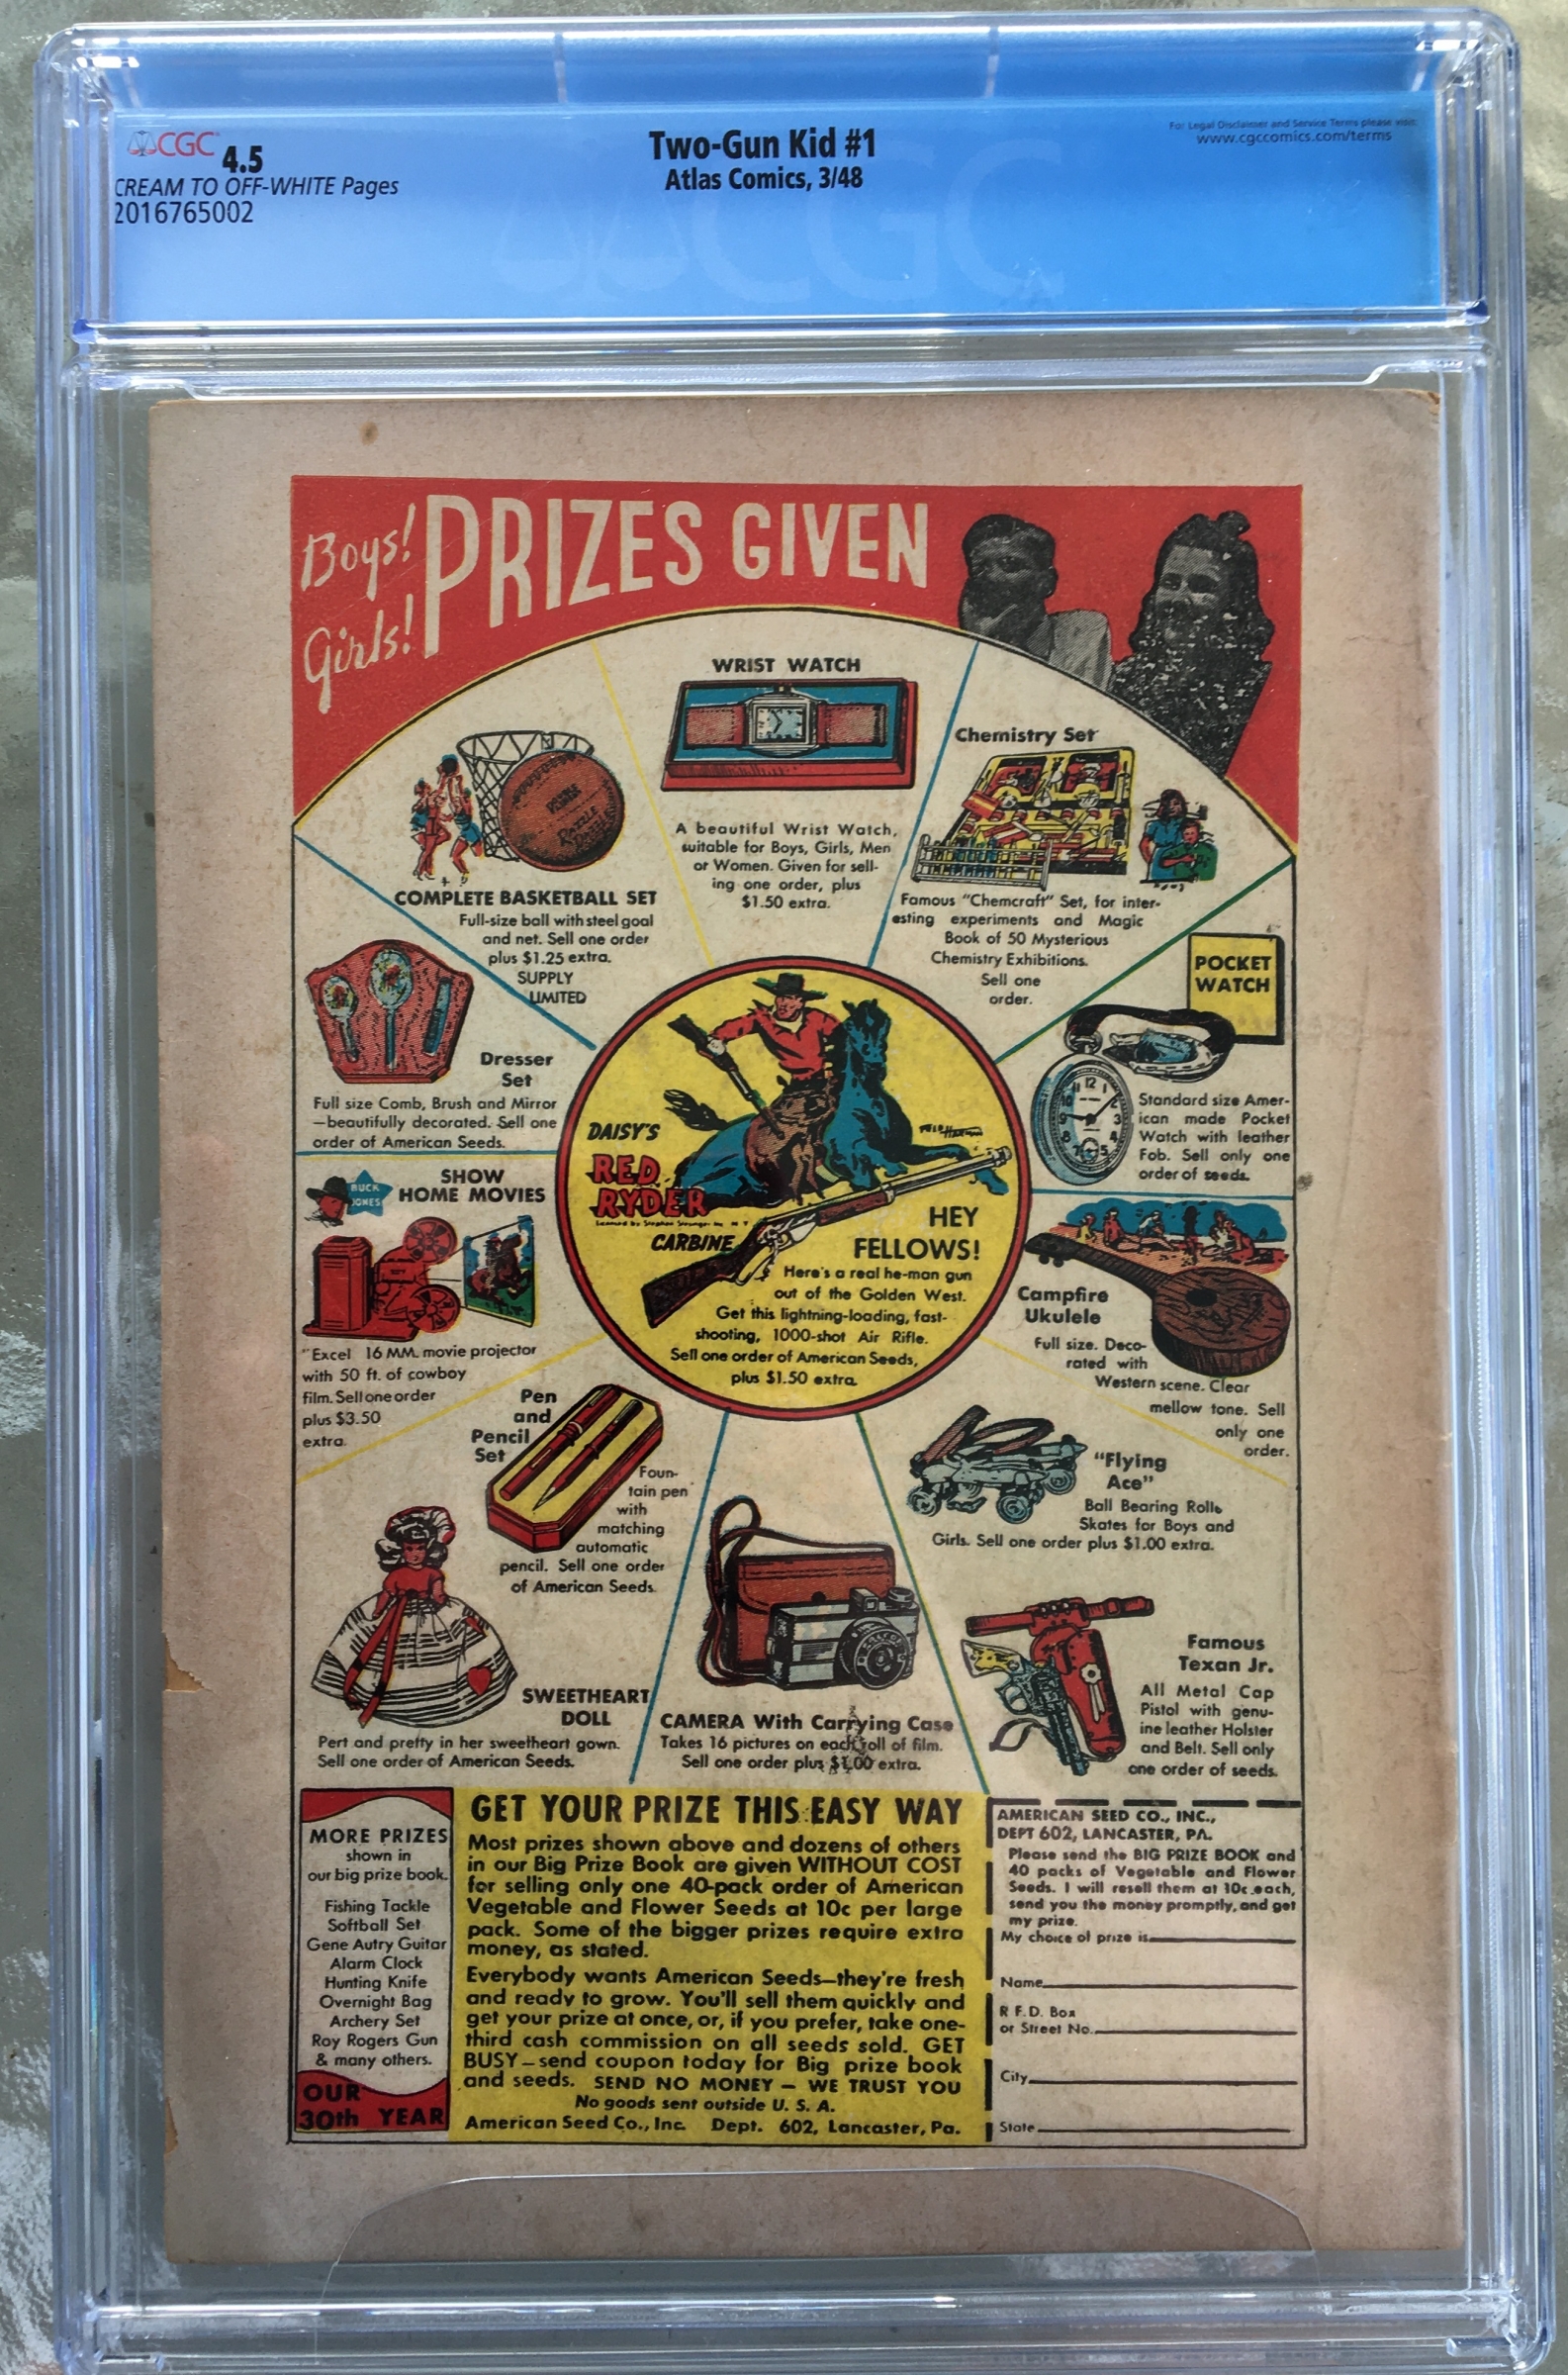 CGC 4.5
CREAM TO OFF-WHITE Pages
2016765002
Two-Gun Kid #1
Atlas Comics, 3/48
For Legal Disclaimer and Service Terms please visit:
www.cgccomics.com/terms
CGC
Boys!
Girls!
PRIZES GIVEN
WRIST WATCH
A beautiful Wrist Watch,
suitable for Boys, Girls, Men
or Women. Given for sell-
ing one order, plus
$1.50 extra.
Chemistry Set
Famous "Chemcraft" Set, for inter-
esting experiments and Magic
Book of 50 Mysterious
Chemistry Exhibitions.
Sell one
order.
COMPLETE BASKETBALL SET
Full-size ball with steel goal
and net. Sell one order
plus $1.25 extra.
SUPPLY
LIMITED
POCKET
WATCH
Standard size Amer-
ican made Pocket
Watch with leather
Fob. Sell only one
order of seeds.
Dresser
Set
Full size Comb, Brush and Mirror
—beautifully decorated. Sell one
order of American Seeds.
DAISY'S
RED
RYDER
CARBINE
HEY
FELLOWS!
Here's a real he-man gun
out of the Golden West.
Get this lightning-loading, fast-
shooting, 1000-shot Air Rifle.
Sell one order of American Seeds,
plus $1.50 extra
BUCK
JONES
SHOW
HOME MOVIES
"Excel 16 MM. movie projector
with 50 ft. of cowboy
film. Sell one order
plus $3.50
extra.
Campfire
Ukulele
Full size. Deco-
rated with
Western scene. Clear
mellow tone. Sell
only one
order.
Pen
and
Pencil
Set
Foun-
tain pen
with
matching
automatic
pencil. Sell one order
of American Seeds.
"Flying
Ace"
Ball Bearing Rolle
Skates for Boys and
Girls. Sell one order plus $1.00 extra.
SWEETHEART
DOLL
Pert and pretty in her sweetheart gown.
Sell one order of American Seeds.
CAMERA With Carrying Case
Takes 16 pictures on each roll of film.
Sell one order plus $1.00 extra.
Famous
Texan Jr.
All Metal Cap
Pistol with genu-
ine leather Holster
and Belt. Sell only
one order of seeds.
MORE PRIZES
shown in
our big prize book.
Fishing Tackle
Softball Set
Gene Autry Guitar
Alarm Clock
Hunting Knife
Overnight Bag
Archery Set
Roy Rogers Gun
& many others.
OUR
30th YEAR
GET YOUR PRIZE THIS EASY WAY
Most prizes shown above and dozens of others
in our Big Prize Book are given WITHOUT COST
for selling only one 40-pack order of American
Vegetable and Flower Seeds at 10c per large
pack. Some of the bigger prizes require extra
money, as stated.
Everybody wants American Seeds—they're fresh
and ready to grow. You'll sell them quickly and
get your prize at once, or, if you prefer, take one-
third cash commission on all seeds sold. GET
BUSY—send coupon today for Big prize book
and seeds. SEND NO MONEY — WE TRUST YOU
No goods sent outside U. S. A.
American Seed Co., Inc. Dept. 602, Lancaster, Pa.
AMERICAN SEED CO., INC.,
DEPT 602, LANCASTER, PA.
Please send the BIG PRIZE BOOK and
40 packs of Vegetable and Flower
Seeds. I will resell them at 10c each,
send you the money promptly, and get
my prize.
My choice of prize is
Name
R F.D. Box
or Street No.
City
State